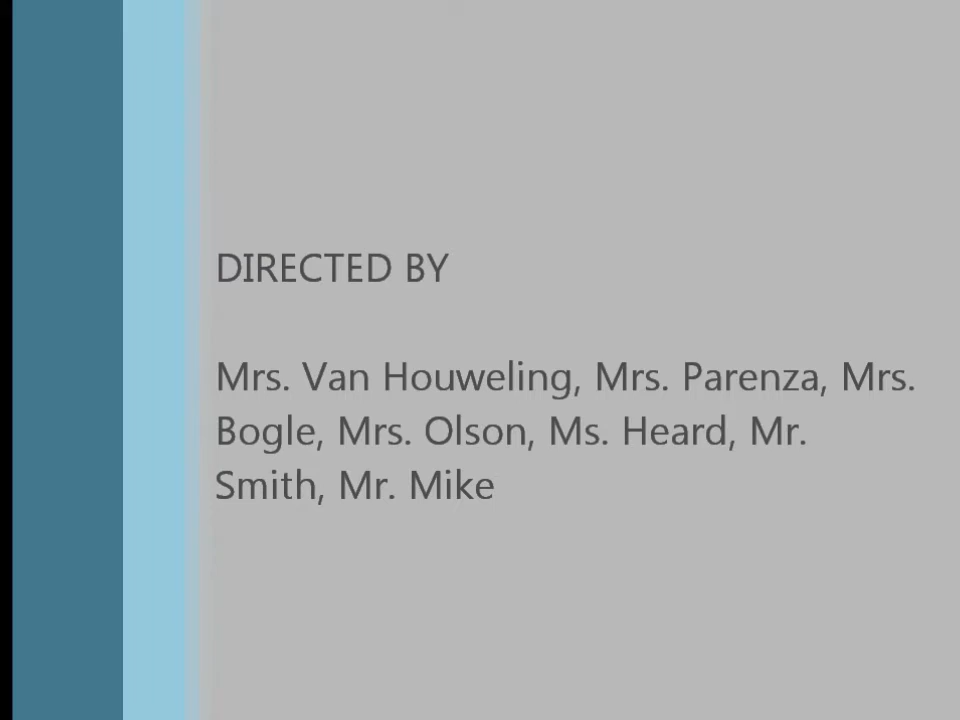 DIRECTED BY
Mrs. Van Houweling, Mrs. Parenza, Mrs.
Bogle, Mrs. Olson, Ms. Heard, Mr.
Smith, Mr. Mike